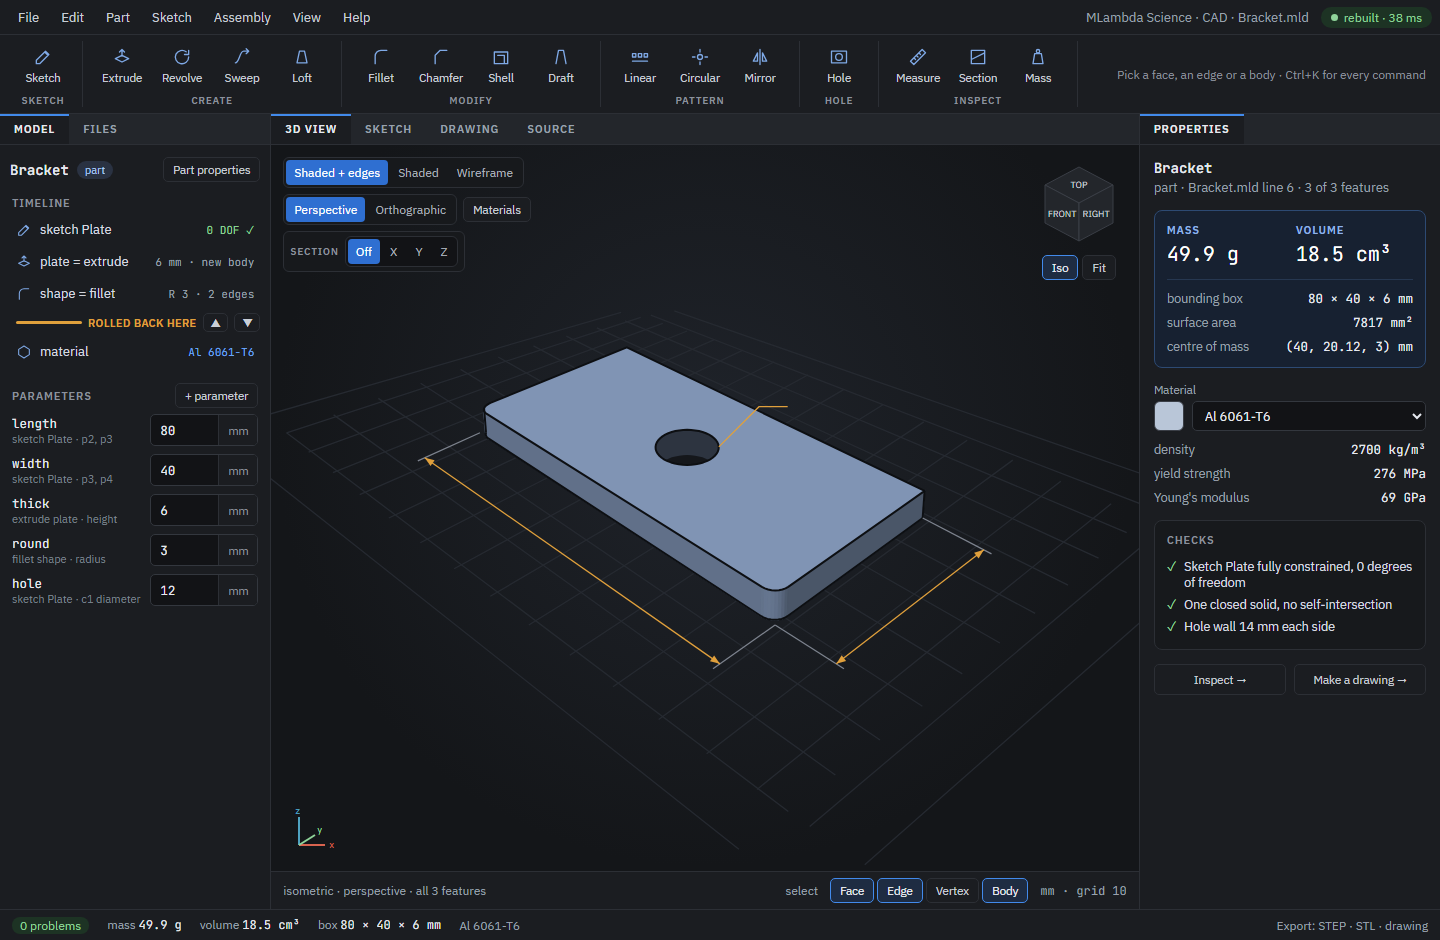 File Edit Part Sketch Assembly View Help
MLambda Science · CAD · Bracket.mld
rebuilt · 38 ms
Sketch
SKETCH
Extrude Revolve Sweep Loft
CREATE
Fillet Chamfer Shell Draft
MODIFY
Linear Circular Mirror
PATTERN
Hole
HOLE
Measure Section Mass
INSPECT
Pick a face, an edge or a body · Ctrl+K for every command
MODEL FILES
Bracket part Part properties
TIMELINE
sketch Plate 0 DOF ✓
plate = extrude 6 mm · new body
shape = fillet R 3 · 2 edges
ROLLED BACK HERE ▲ ▼
material Al 6061-T6
PARAMETERS + parameter
length 80 mm
sketch Plate · p2, p3
width 40 mm
sketch Plate · p3, p4
thick 6 mm
extrude plate · height
round 3 mm
fillet shape · radius
hole 12 mm
sketch Plate · c1 diameter
3D VIEW SKETCH DRAWING SOURCE
Shaded + edges Shaded Wireframe
Perspective Orthographic Materials
SECTION Off X Y Z
TOP
FRONT RIGHT
Iso Fit
z
y
x
isometric · perspective · all 3 features
select Face Edge Vertex Body mm · grid 10
PROPERTIES
Bracket
part · Bracket.mld line 6 · 3 of 3 features
MASS VOLUME
49.9 g 18.5 cm³
bounding box 80 × 40 × 6 mm
surface area 7817 mm²
centre of mass (40, 20.12, 3) mm
Material
Al 6061-T6
density 2700 kg/m³
yield strength 276 MPa
Young's modulus 69 GPa
CHECKS
✓ Sketch Plate fully constrained, 0 degrees
of freedom
✓ One closed solid, no self-intersection
✓ Hole wall 14 mm each side
Inspect → Make a drawing →
0 problems mass 49.9 g volume 18.5 cm³ box 80 × 40 × 6 mm Al 6061-T6
Export: STEP · STL · drawing